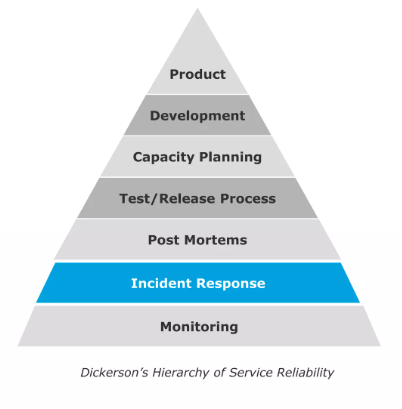 Product
Development
Capacity Planning
Test/Release Process
Post Mortems
Incident Response
Monitoring
Dickerson's Hierarchy of Service Reliability